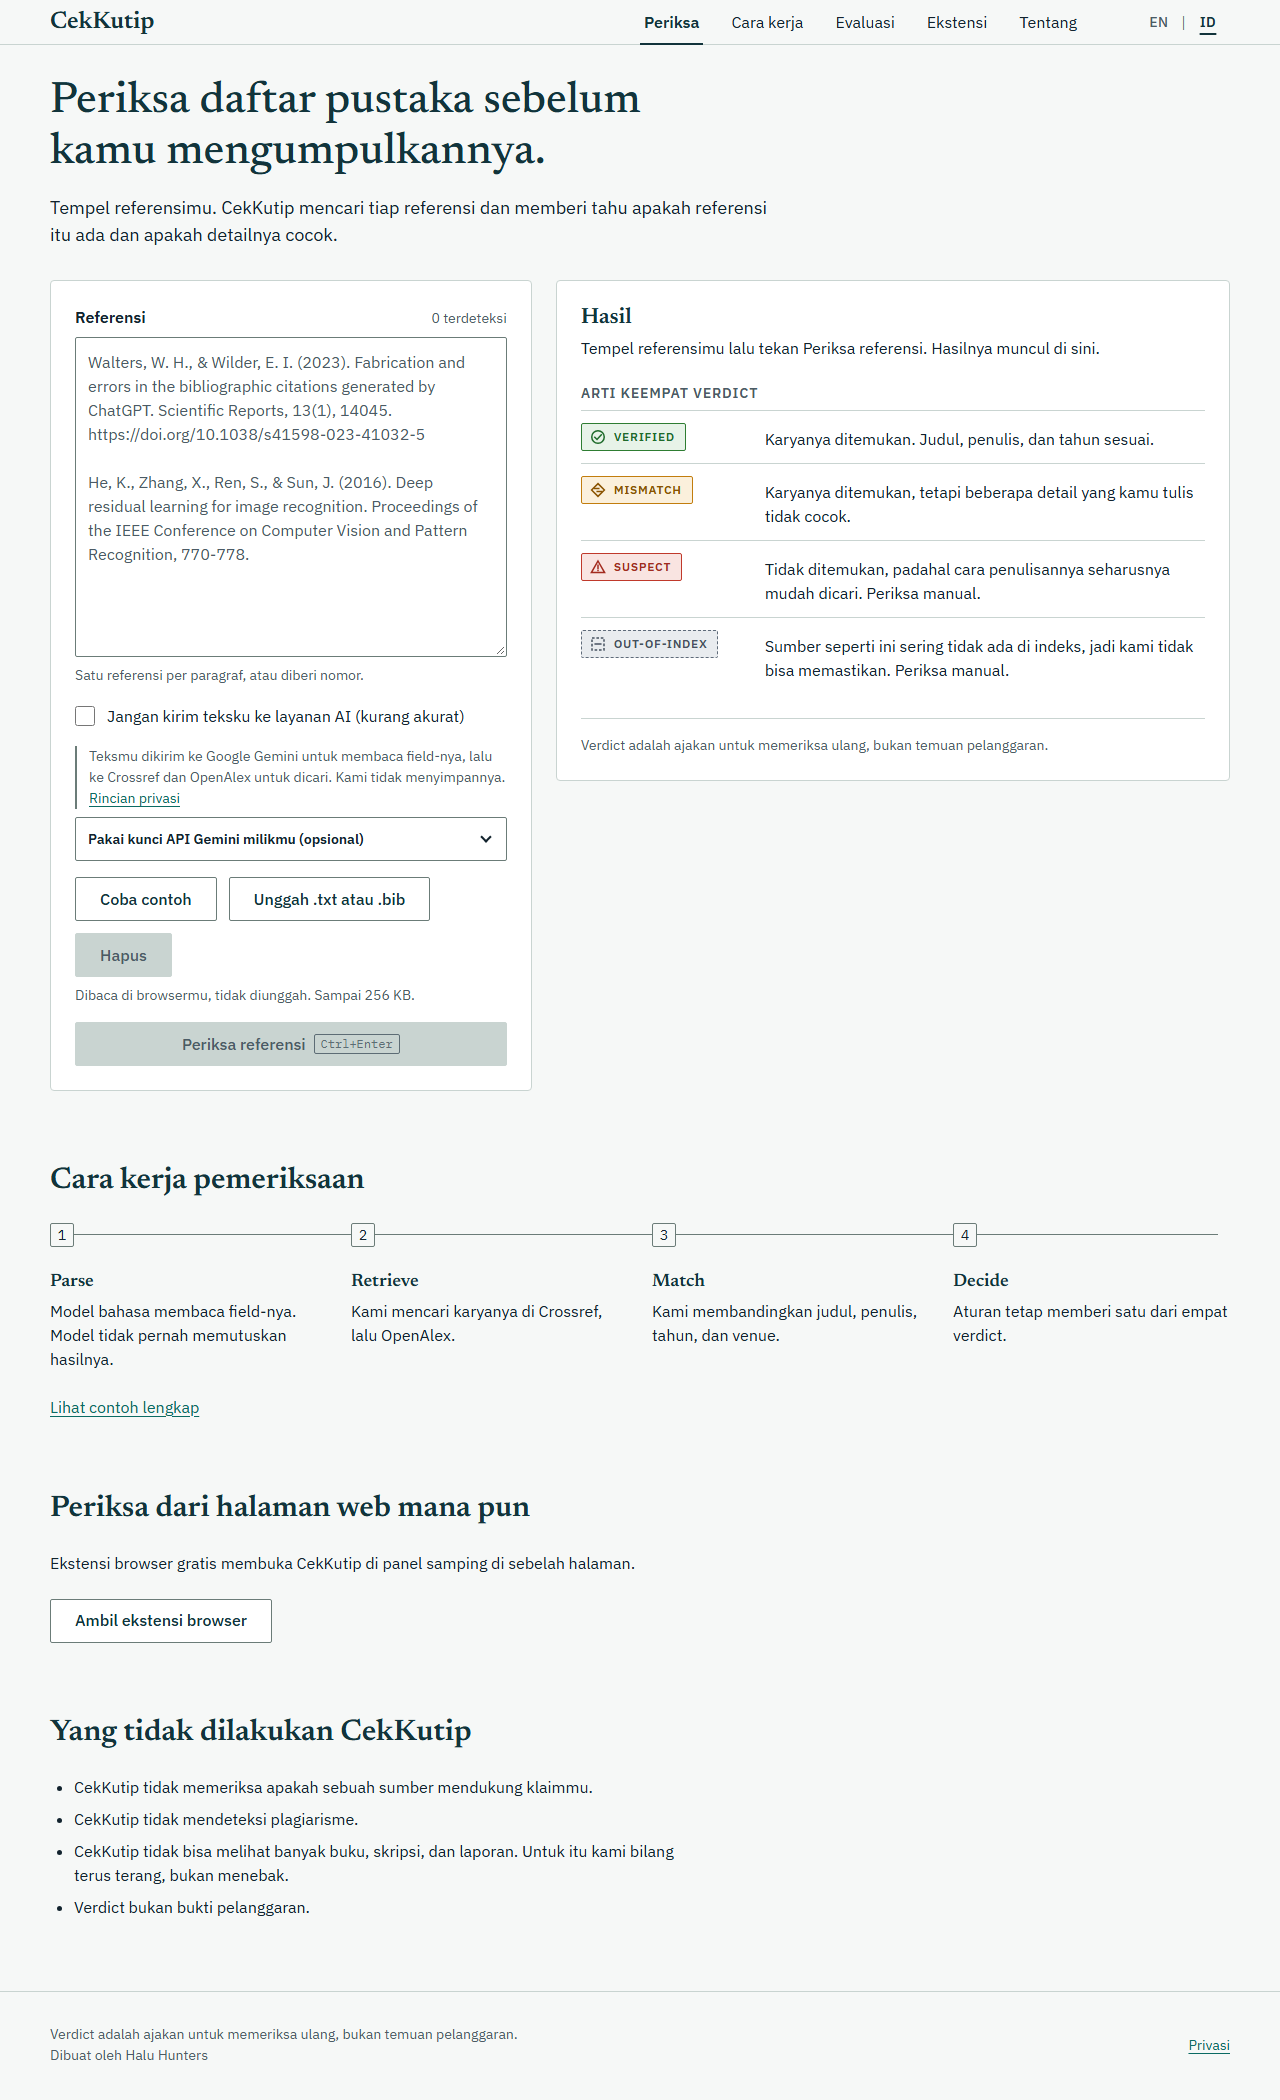 CekKutip
Periksa
Cara kerja
Evaluasi
Ekstensi
Tentang
EN | ID
Periksa daftar pustaka sebelum
kamu mengumpulkannya.
Tempel referensimu. CekKutip mencari tiap referensi dan memberi tahu apakah referensi
itu ada dan apakah detailnya cocok.
Referensi
0 terdeteksi
Walters, W. H., & Wilder, E. I. (2023). Fabrication and
errors in the bibliographic citations generated by
ChatGPT. Scientific Reports, 13(1), 14045.
https://doi.org/10.1038/s41598-023-41032-5
He, K., Zhang, X., Ren, S., & Sun, J. (2016). Deep
residual learning for image recognition. Proceedings of
the IEEE Conference on Computer Vision and Pattern
Recognition, 770-778.
Satu referensi per paragraf, atau diberi nomor.
Jangan kirim teksku ke layanan AI (kurang akurat)
Teksmu dikirim ke Google Gemini untuk membaca field-nya, lalu
ke Crossref dan OpenAlex untuk dicari. Kami tidak menyimpannya.
Rincian privasi
Pakai kunci API Gemini milikmu (opsional)
Coba contoh
Unggah .txt atau .bib
Hapus
Dibaca di browsermu, tidak diunggah. Sampai 256 KB.
Periksa referensi Ctrl+Enter
Hasil
Tempel referensimu lalu tekan Periksa referensi. Hasilnya muncul di sini.
ARTI KEEMPAT VERDICT
VERIFIED
Karyanya ditemukan. Judul, penulis, dan tahun sesuai.
MISMATCH
Karyanya ditemukan, tetapi beberapa detail yang kamu tulis
tidak cocok.
SUSPECT
Tidak ditemukan, padahal cara penulisannya seharusnya
mudah dicari. Periksa manual.
OUT-OF-INDEX
Sumber seperti ini sering tidak ada di indeks, jadi kami tidak
bisa memastikan. Periksa manual.
Verdict adalah ajakan untuk memeriksa ulang, bukan temuan pelanggaran.
Cara kerja pemeriksaan
1
Parse
Model bahasa membaca field-nya.
Model tidak pernah memutuskan
hasilnya.
2
Retrieve
Kami mencari karyanya di Crossref,
lalu OpenAlex.
3
Match
Kami membandingkan judul, penulis,
tahun, dan venue.
4
Decide
Aturan tetap memberi satu dari empat
verdict.
Lihat contoh lengkap
Periksa dari halaman web mana pun
Ekstensi browser gratis membuka CekKutip di panel samping di sebelah halaman.
Ambil ekstensi browser
Yang tidak dilakukan CekKutip
• CekKutip tidak memeriksa apakah sebuah sumber mendukung klaimmu.
• CekKutip tidak mendeteksi plagiarisme.
• CekKutip tidak bisa melihat banyak buku, skripsi, dan laporan. Untuk itu kami bilang
terus terang, bukan menebak.
• Verdict bukan bukti pelanggaran.
Verdict adalah ajakan untuk memeriksa ulang, bukan temuan pelanggaran.
Dibuat oleh Halu Hunters
Privasi